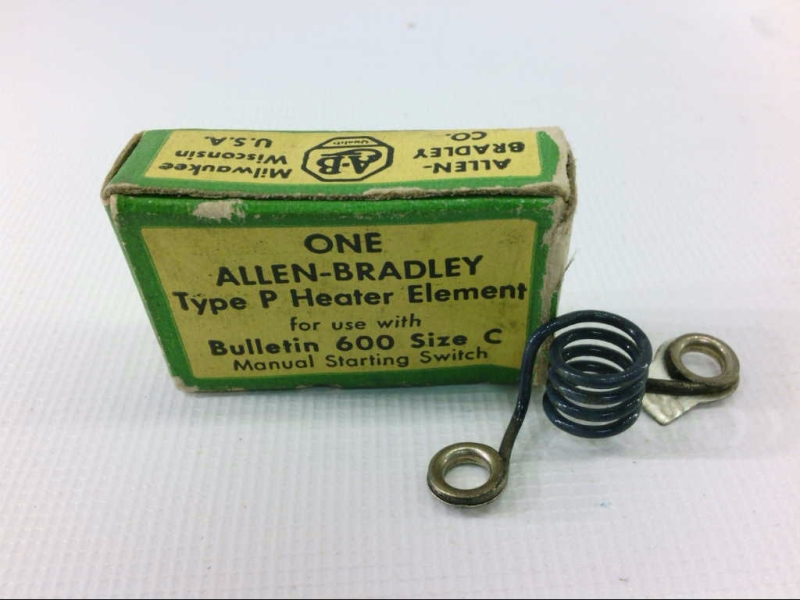 ALLEN-
BRADLEY
CO.
A-B
Quality
Milwaukee
Wisconsin
U.S.A.
ONE
ALLEN-BRADLEY
Type P Heater Element
for use with
Bulletin 600 Size C
Manual Starting Switch